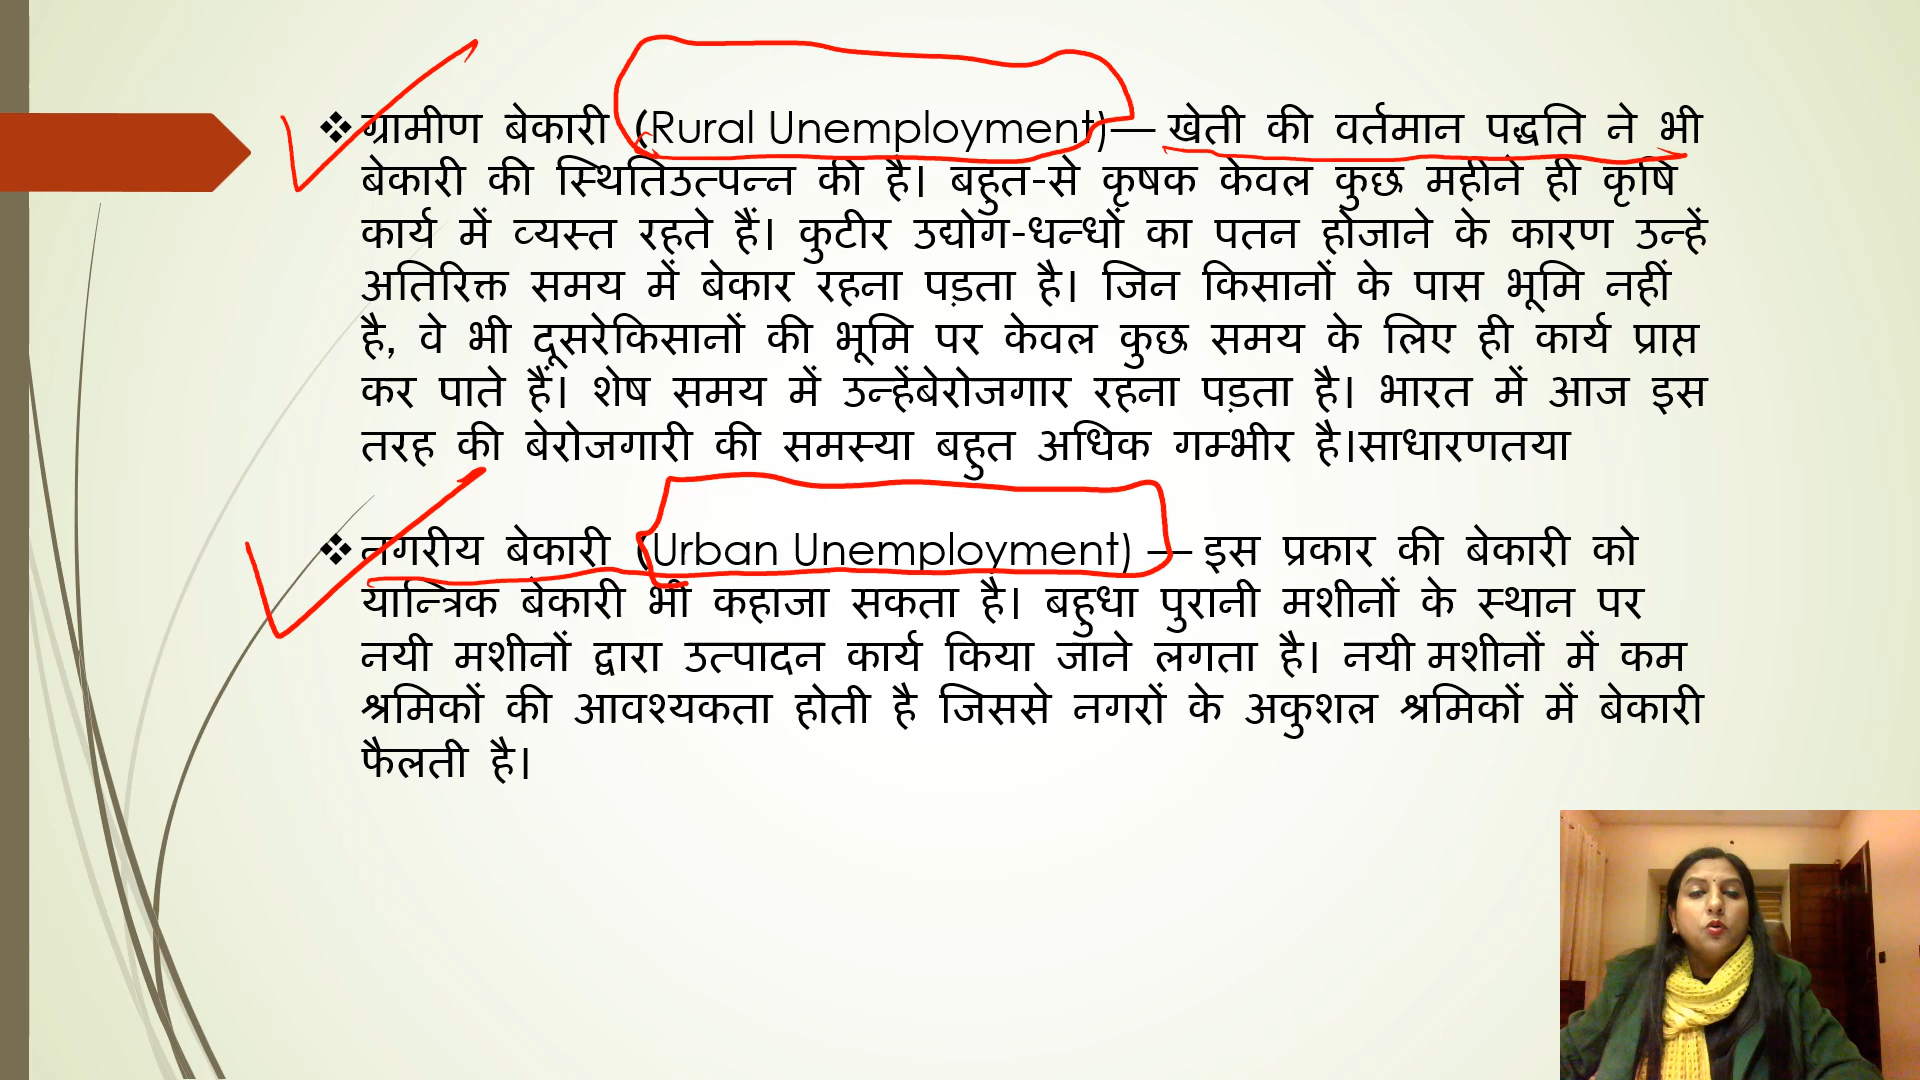 ❖ ग्रामीण बेकारी (Rural Unemployment)— खेती की वर्तमान पद्धति ने भी
बेकारी की स्थितिउत्पन्न की है। बहुत-से कृषक केवल कुछ महीने ही कृषि
कार्य में व्यस्त रहते हैं। कुटीर उद्योग-धन्धों का पतन होजाने के कारण उन्हें
अतिरिक्त समय में बेकार रहना पड़ता है। जिन किसानों के पास भूमि नहीं
है, वे भी दूसरेकिसानों की भूमि पर केवल कुछ समय के लिए ही कार्य प्राप्त
कर पाते हैं। शेष समय में उन्हेंबेरोजगार रहना पड़ता है। भारत में आज इस
तरह की बेरोजगारी की समस्या बहुत अधिक गम्भीर है।साधारणतया
❖ नगरीय बेकारी (Urban Unemployment) — इस प्रकार की बेकारी को
यान्त्रिक बेकारी भी कहाजा सकता है। बहुधा पुरानी मशीनों के स्थान पर
नयी मशीनों द्वारा उत्पादन कार्य किया जाने लगता है। नयी मशीनों में कम
श्रमिकों की आवश्यकता होती है जिससे नगरों के अकुशल श्रमिकों में बेकारी
फैलती है।